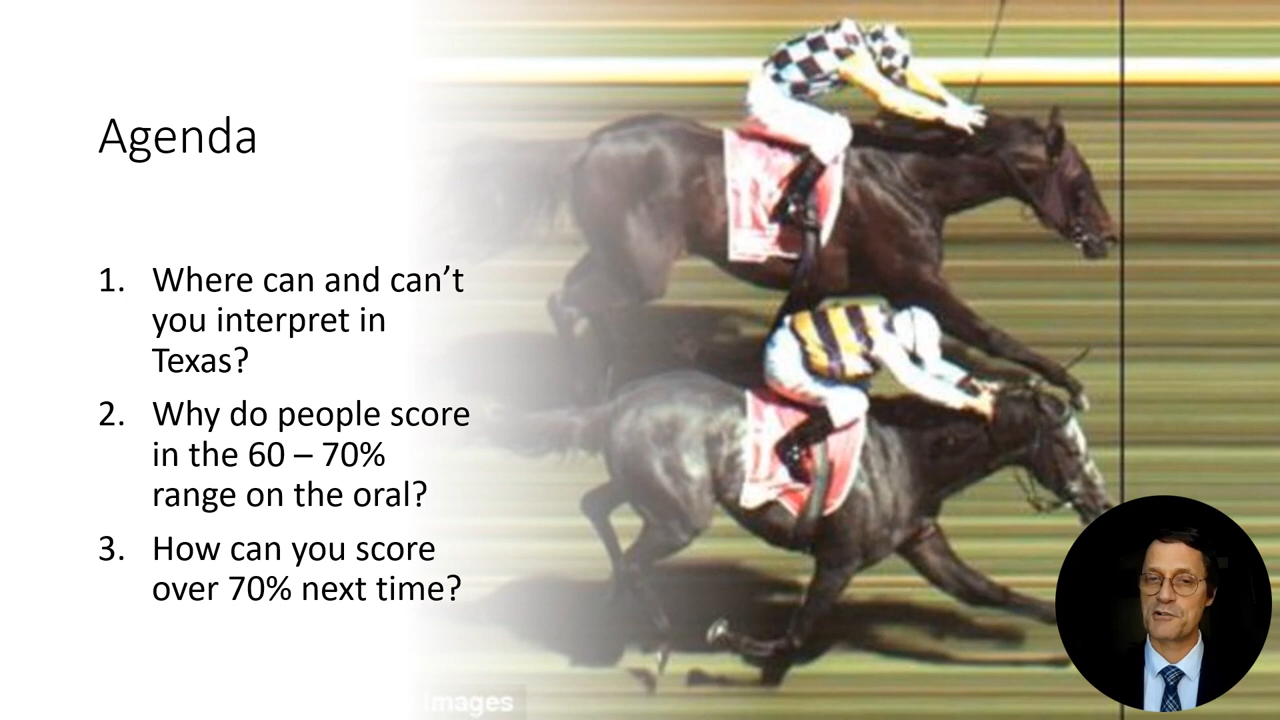 Agenda
1. Where can and can’t
you interpret in
Texas?
2. Why do people score
in the 60 – 70%
range on the oral?
3. How can you score
over 70% next time?
Images